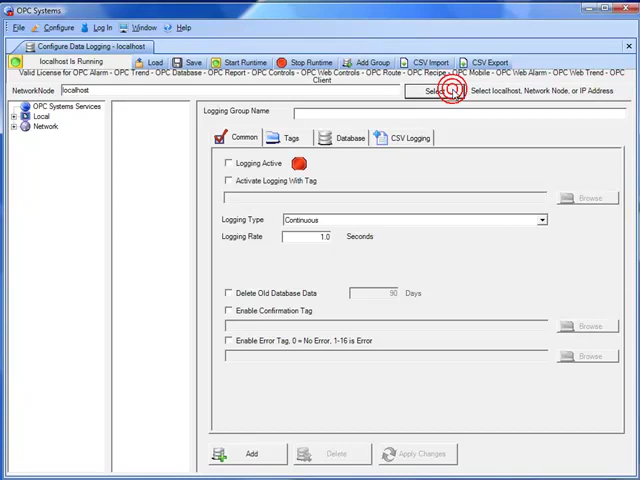 OPC Systems
File Configure Log In Window Help
Configure Data Logging - localhost
localhost Is Running Load Save Start Runtime Stop Runtime Add Group CSV Import CSV Export
Valid License for OPC Alarm - OPC Trend - OPC Database - OPC Report - OPC Controls - OPC Web Controls - OPC Route - OPC Recipe - OPC Mobile - OPC Web Alarm - OPC Web Trend - OPC
Client
NetworkNode localhost Select Select localhost, Network Node, or IP Address
OPC Systems Services
Local
Network
Logging Group Name
Common Tags Database CSV Logging
Logging Active
Activate Logging With Tag
Browse
Logging Type Continuous
Logging Rate 1.0 Seconds
Delete Old Database Data 90 Days
Enable Confirmation Tag
Browse
Enable Error Tag, 0 = No Error, 1-16 is Error
Browse
Add Delete Apply Changes